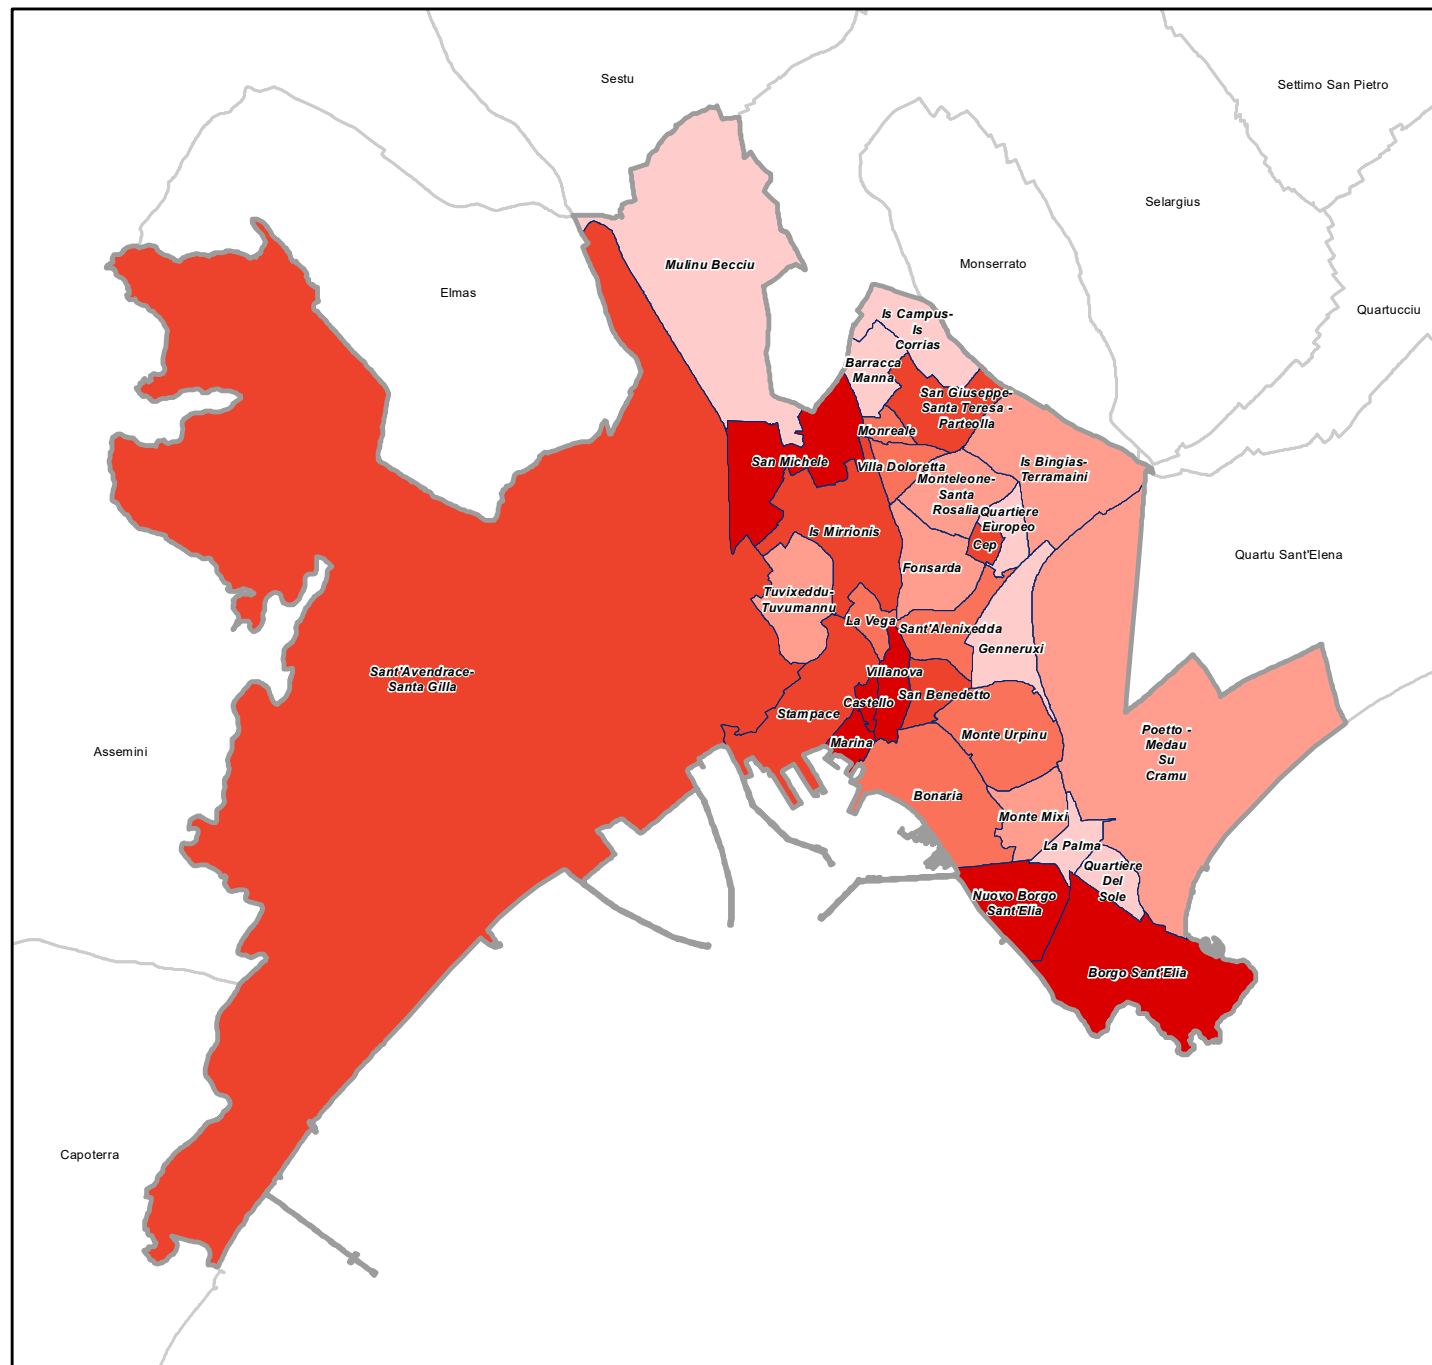 Sestu
Settimo San Pietro
Selargius
Mulinu Becciu
Monserrato
Elmas
Quartucciu
Is Campus-
Is
Corrias
Barracca
Manna
San Giuseppe-
Santa Teresa -
Parteolla
Monreale
San Michele
Villa Doloretta
Is Bingias-
Terramaini
Monteleone-
Santa
Rosalia
Quartiere
Europeo
Is Mirrionis
Cep
Quartu Sant'Elena
Fonsarda
Tuvixeddu-
Tuvumannu
La Vega
Sant'Alenixedda
Genneruxi
Sant'Avendrace-
Santa Gilla
Villanova
San Benedetto
Castello
Stampace
Marina
Monte Urpinu
Poetto -
Medau
Su
Cramu
Assemini
Bonaria
Monte Mixi
La Palma
Quartiere
Del
Sole
Nuovo Borgo
Sant'Elia
Borgo Sant'Elia
Capoterra